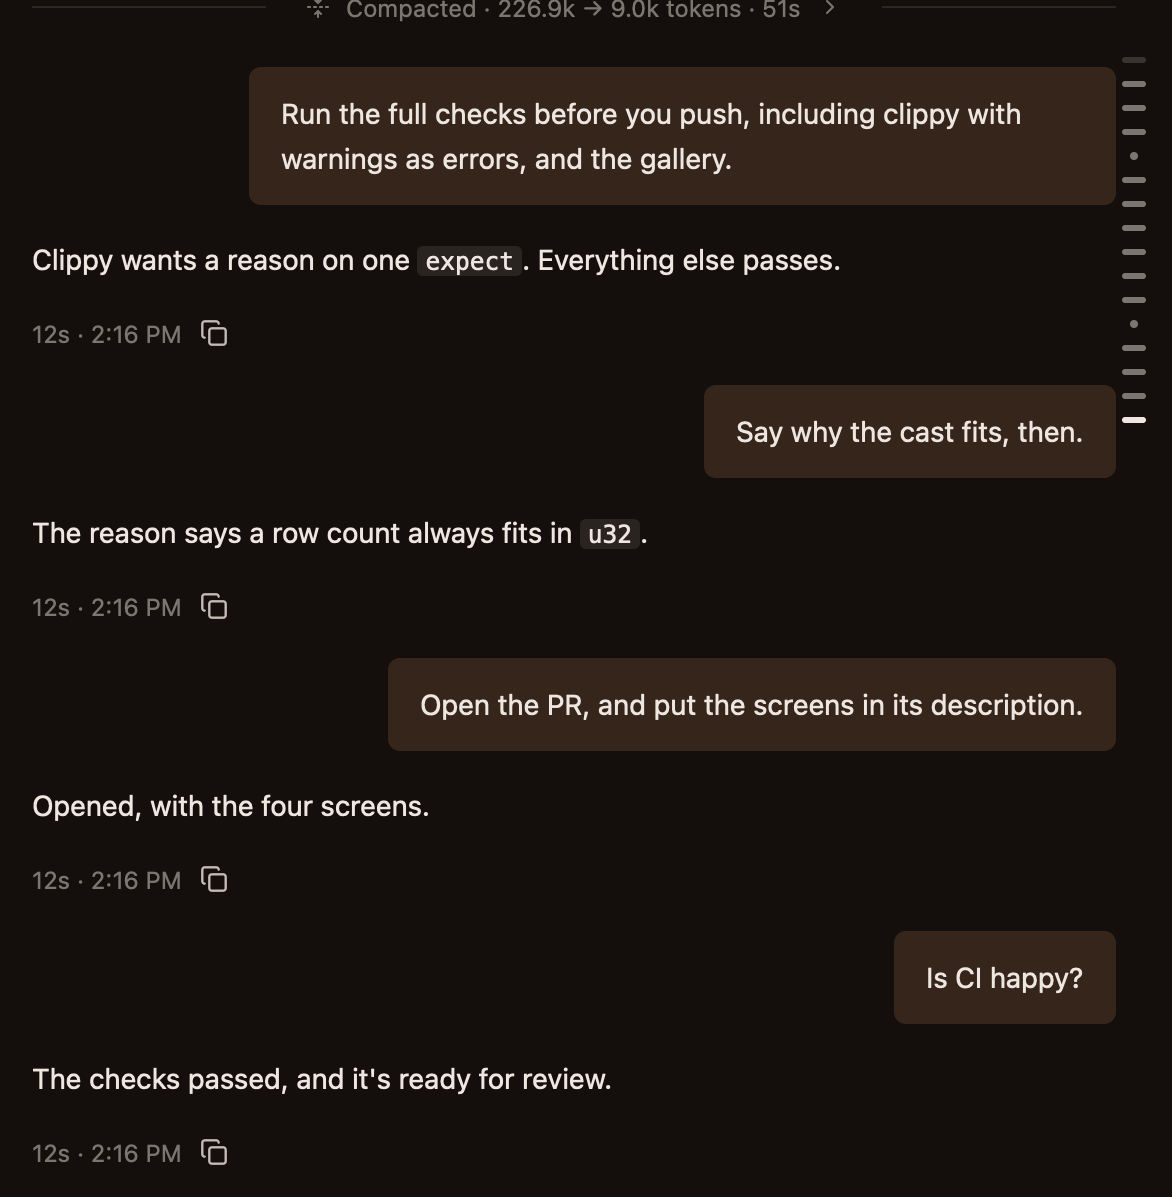 Compacted · 226.9k → 9.0k tokens · 51s
Run the full checks before you push, including clippy with
warnings as errors, and the gallery.
Clippy wants a reason on one expect. Everything else passes.
12s · 2:16 PM
Say why the cast fits, then.
The reason says a row count always fits in u32.
12s · 2:16 PM
Open the PR, and put the screens in its description.
Opened, with the four screens.
12s · 2:16 PM
Is CI happy?
The checks passed, and it's ready for review.
12s · 2:16 PM